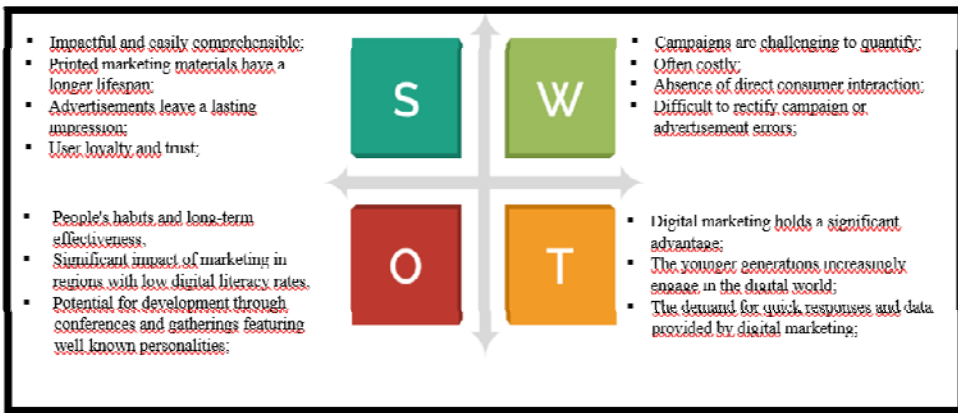 ▪ Impactful and easily comprehensible;
▪ Printed marketing materials have a
longer lifespan;
▪ Advertisements leave a lasting
impression;
▪ User loyalty and trust;
S
W
▪ Campaigns are challenging to quantify;
▪ Often costly;
▪ Absence of direct consumer interaction;
▪ Difficult to rectify campaign or
advertisement errors;
▪ People's habits and long-term
effectiveness.
▪ Significant impact of marketing in
regions with low digital literacy rates.
▪ Potential for development through
conferences and gatherings featuring
well known personalities;
O
T
▪ Digital marketing holds a significant
advantage;
▪ The younger generations increasingly
engage in the digital world;
▪ The demand for quick responses and data
provided by digital marketing;